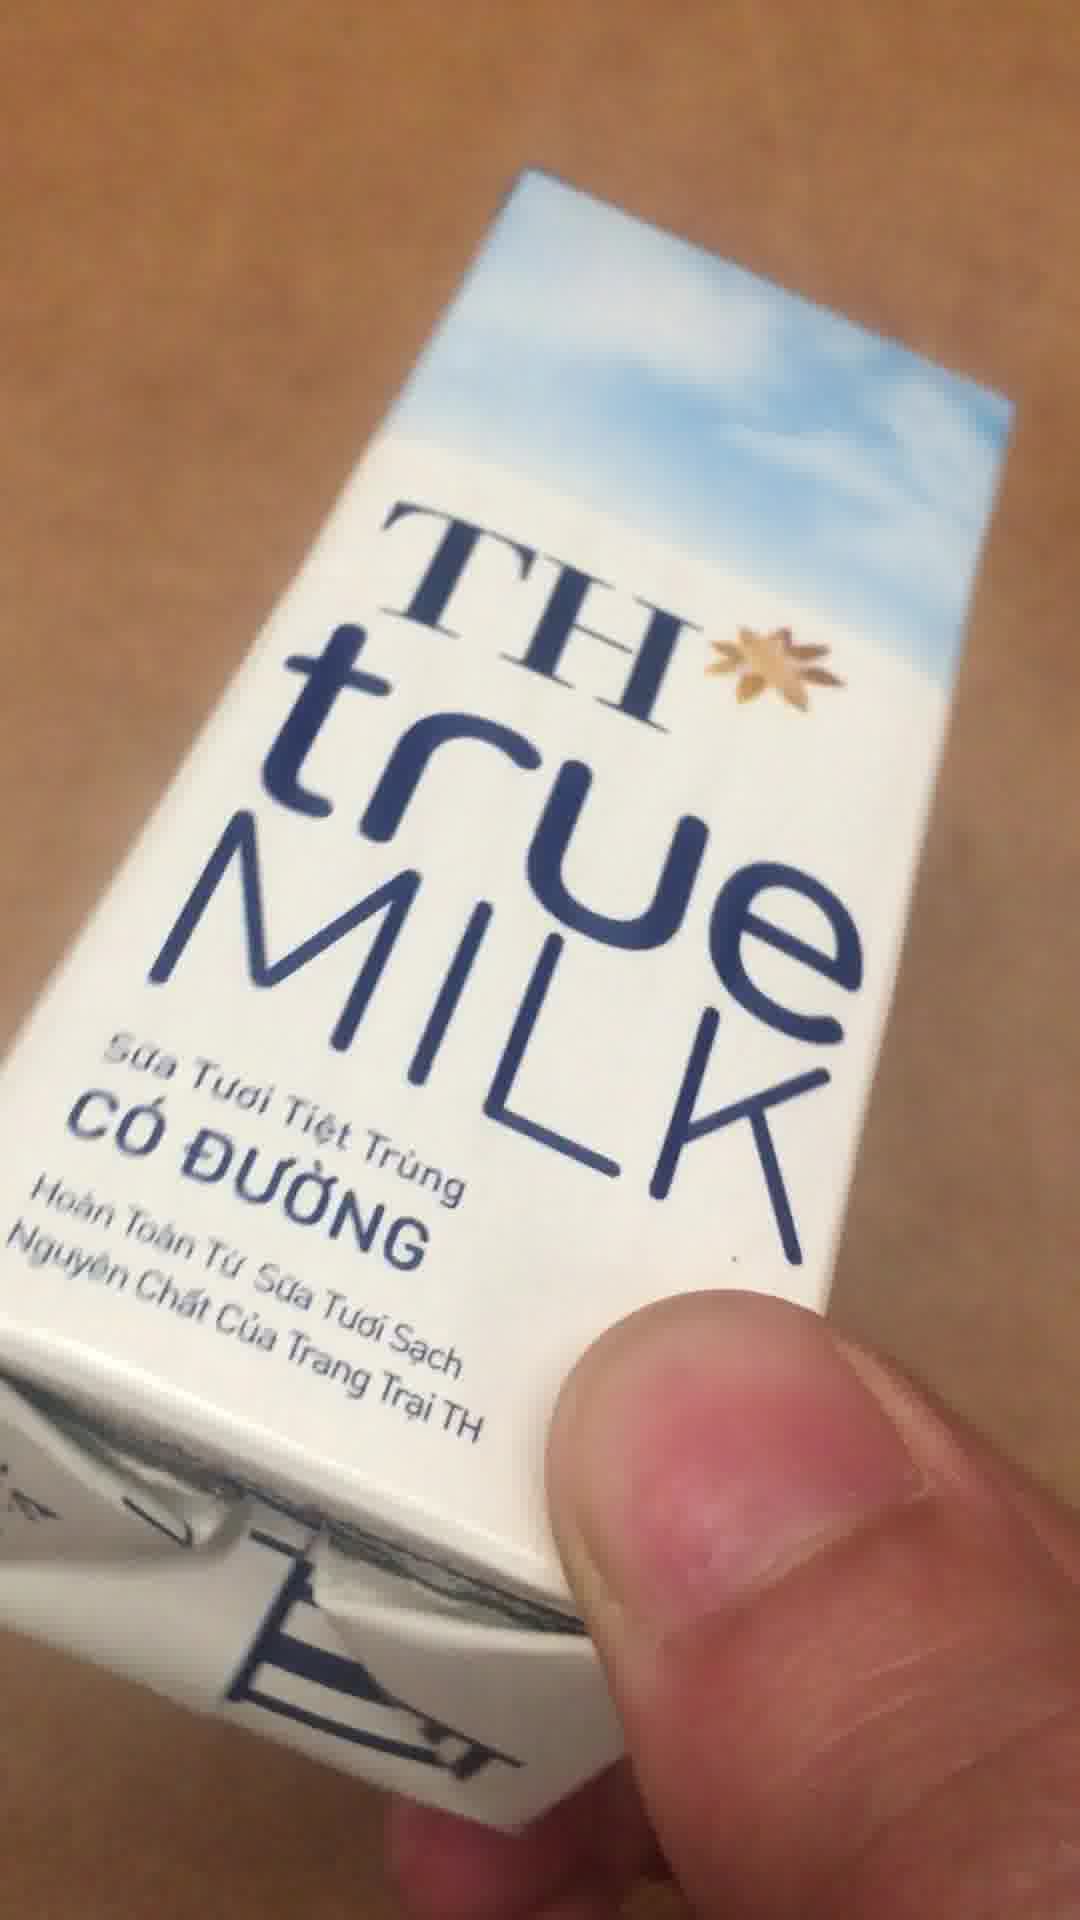 TH
true
MILK
Sữa Tươi Tiệt Trùng
CÓ ĐƯỜNG
Hoàn Toàn Từ Sữa Tươi Sạch
Nguyên Chất Của Trang Trại TH